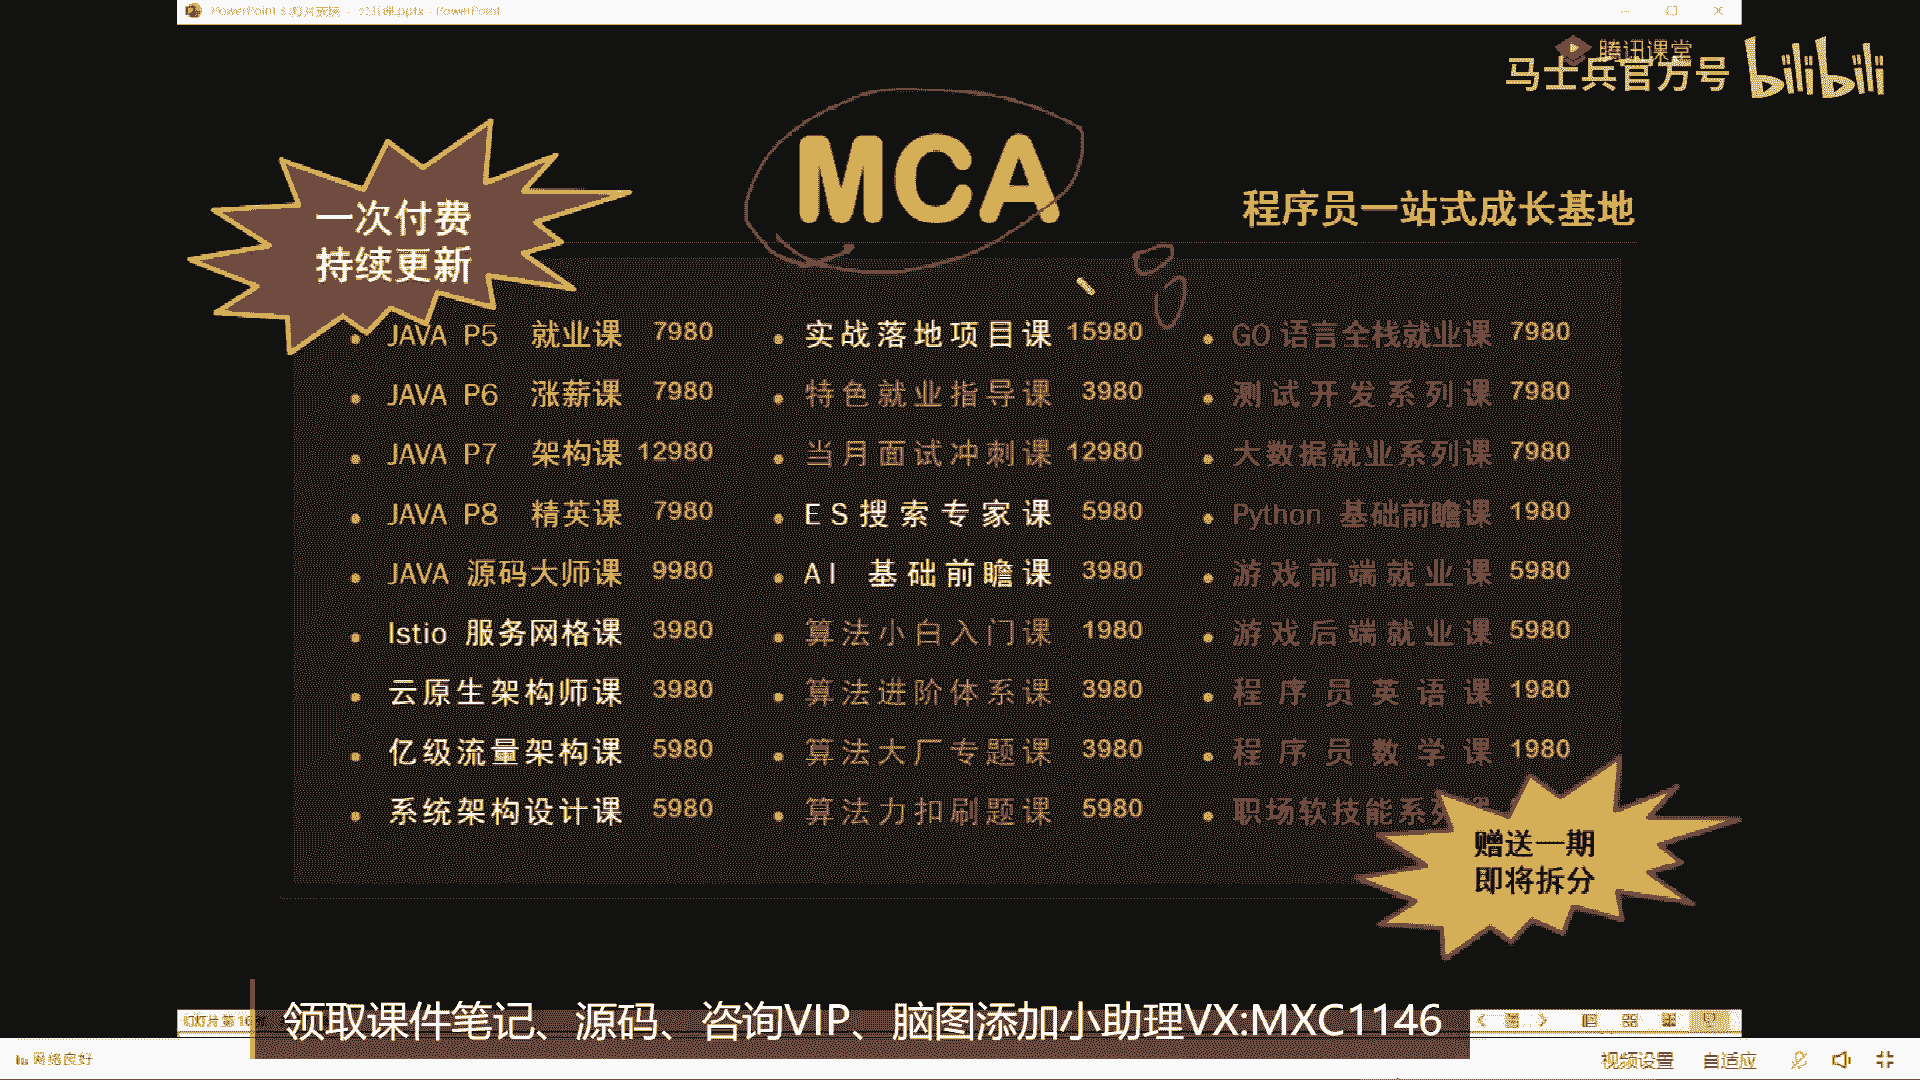 腾讯课堂
马士兵官方号 bilibili
MCA
程序员一站式成长基地
一次付费
持续更新
JAVA P5 就业课 7980
JAVA P6 涨薪课 7980
JAVA P7 架构课 12980
JAVA P8 精英课 7980
JAVA 源码大师课 9980
Istio 服务网格课 3980
云原生架构师课 3980
亿级流量架构课 5980
系统架构设计课 5980
实战落地项目课 15980
特色就业指导课 3980
当月面试冲刺课 12980
ES搜索专家课 5980
AI 基础前瞻课 3980
算法小白入门课 1980
算法进阶体系课 3980
算法大厂专题课 3980
算法力扣刷题课 5980
GO 语言全栈就业课 7980
测试开发系列课 7980
大数据就业系列课 7980
Python 基础前瞻课 1980
游戏前端就业课 5980
游戏后端就业课 5980
程序员英语课 1980
程序员数学课 1980
职场软技能系
赠送一期
即将拆分
领取课件笔记、源码、咨询VIP、脑图添加小助理VX:MXC1146
网络良好
视频设置 自适应